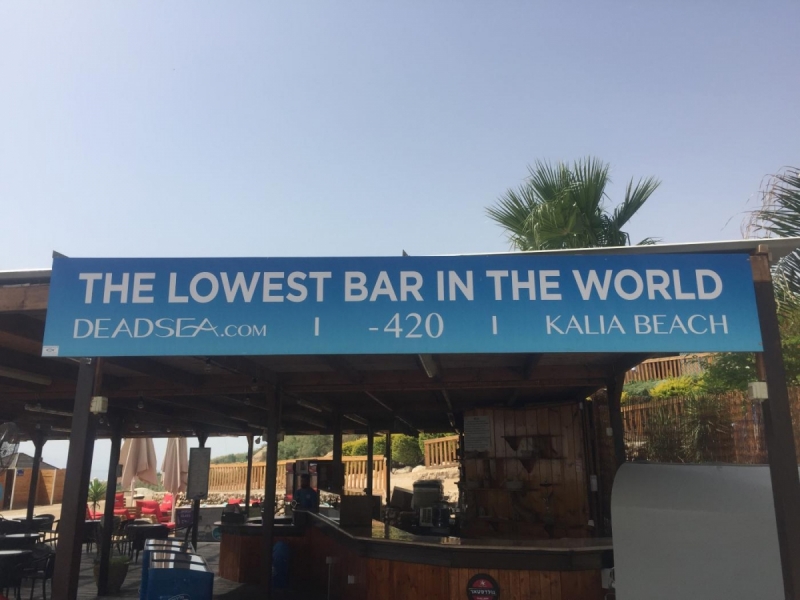 THE LOWEST BAR IN THE WORLD
DEADSEA.COM | -420 | KALIA BEACH